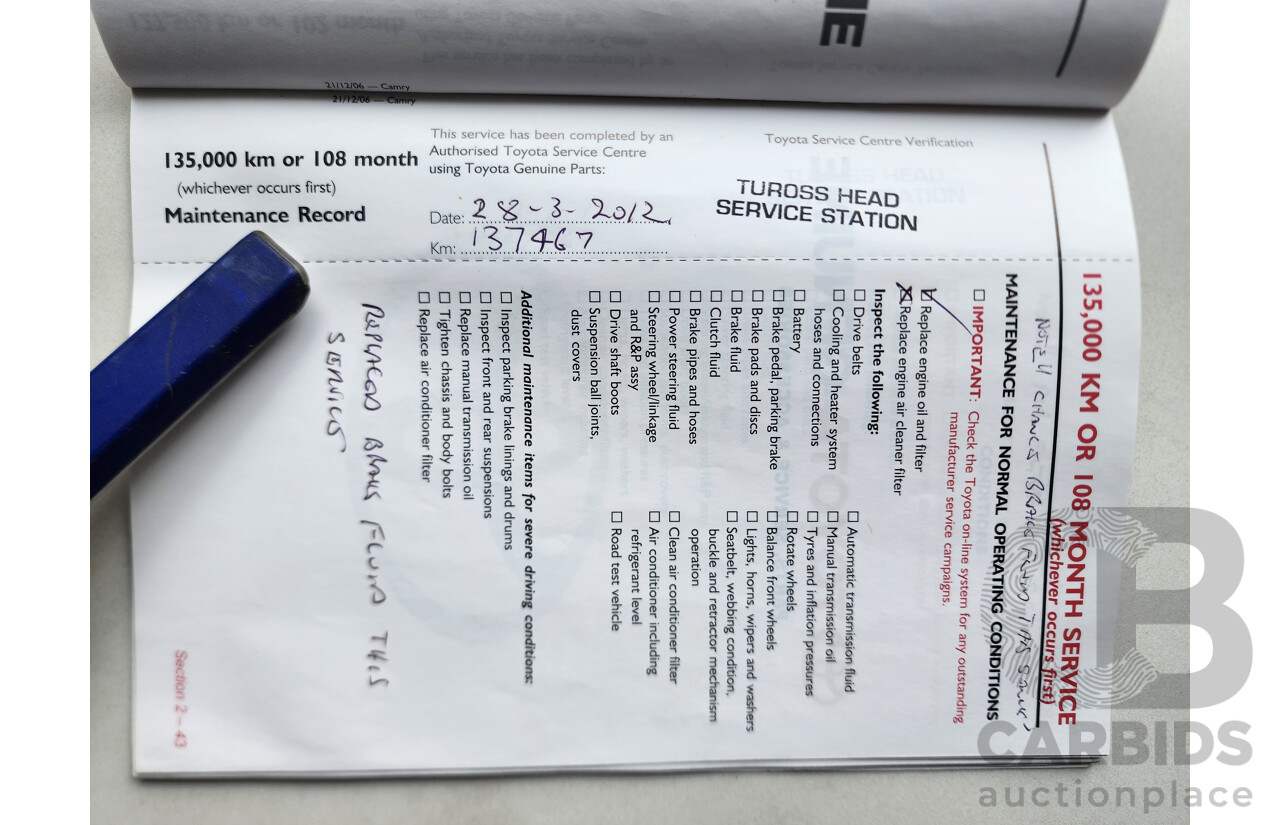 NE
21/12/06 — Camry
21/12/06 — Camry
135,000 km or 108 month
(whichever occurs first)
Maintenance Record
This service has been completed by an
Authorised Toyota Service Centre
using Toyota Genuine Parts:
Date: 28-3-2012
Km: 137467
Toyota Service Centre Verification
TUROSS HEAD
SERVICE STATION
135,000 KM OR 108 MONTH SERVICE
(whichever occurs first)
NOTE!! CHANGE BRAKE FLUID THIS SERVICE
MAINTENANCE FOR NORMAL OPERATING CONDITIONS
IMPORTANT: Check the Toyota on-line system for any outstanding
manufacturer service campaigns.
Replace engine oil and filter
Replace engine air cleaner filter
Inspect the following:
Drive belts
Cooling and heater system
hoses and connections
Battery
Brake pedal, parking brake
Brake pads and discs
Brake fluid
Clutch fluid
Brake pipes and hoses
Power steering fluid
Steering wheel/linkage
and R&P assy
Drive shaft boots
Suspension ball joints,
dust covers
Automatic transmission fluid
Manual transmission oil
Tyres and inflation pressures
Rotate wheels
Balance front wheels
Lights, horns, wipers and washers
Seatbelt, webbing condition,
buckle and retractor mechanism
operation
Clean air conditioner filter
Air conditioner including
refrigerant level
Road test vehicle
Additional maintenance items for severe driving conditions:
Inspect parking brake linings and drums
Inspect front and rear suspensions
Replace manual transmission oil
Tighten chassis and body bolts
Replace air conditioner filter
REPLACED BRAKE FLUID THIS
SERVICE
Section 2 – 43
B
CARBIDS
auctionplace